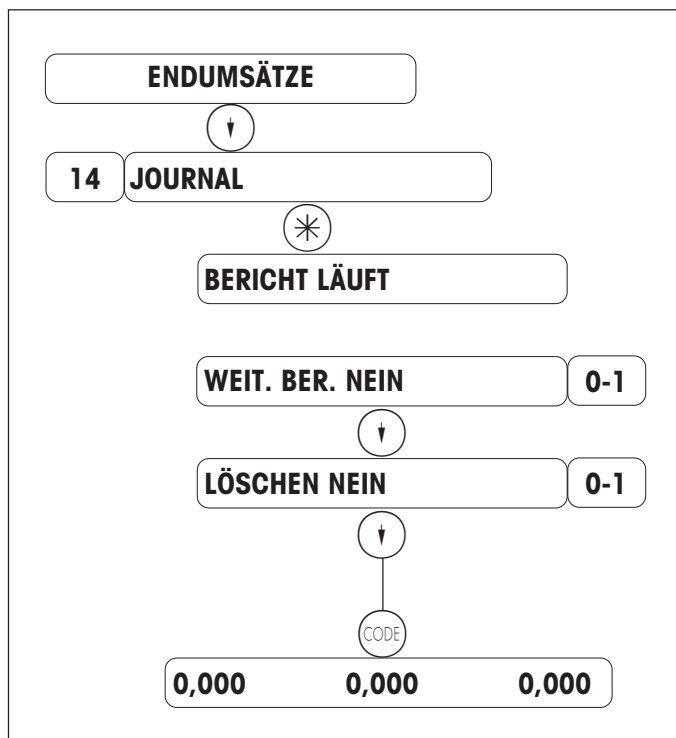 ENDUMSÄTZE
14 JOURNAL
BERICHT LÄUFT
WEIT. BER. NEIN 0-1
LÖSCHEN NEIN 0-1
CODE
0,000 0,000 0,000